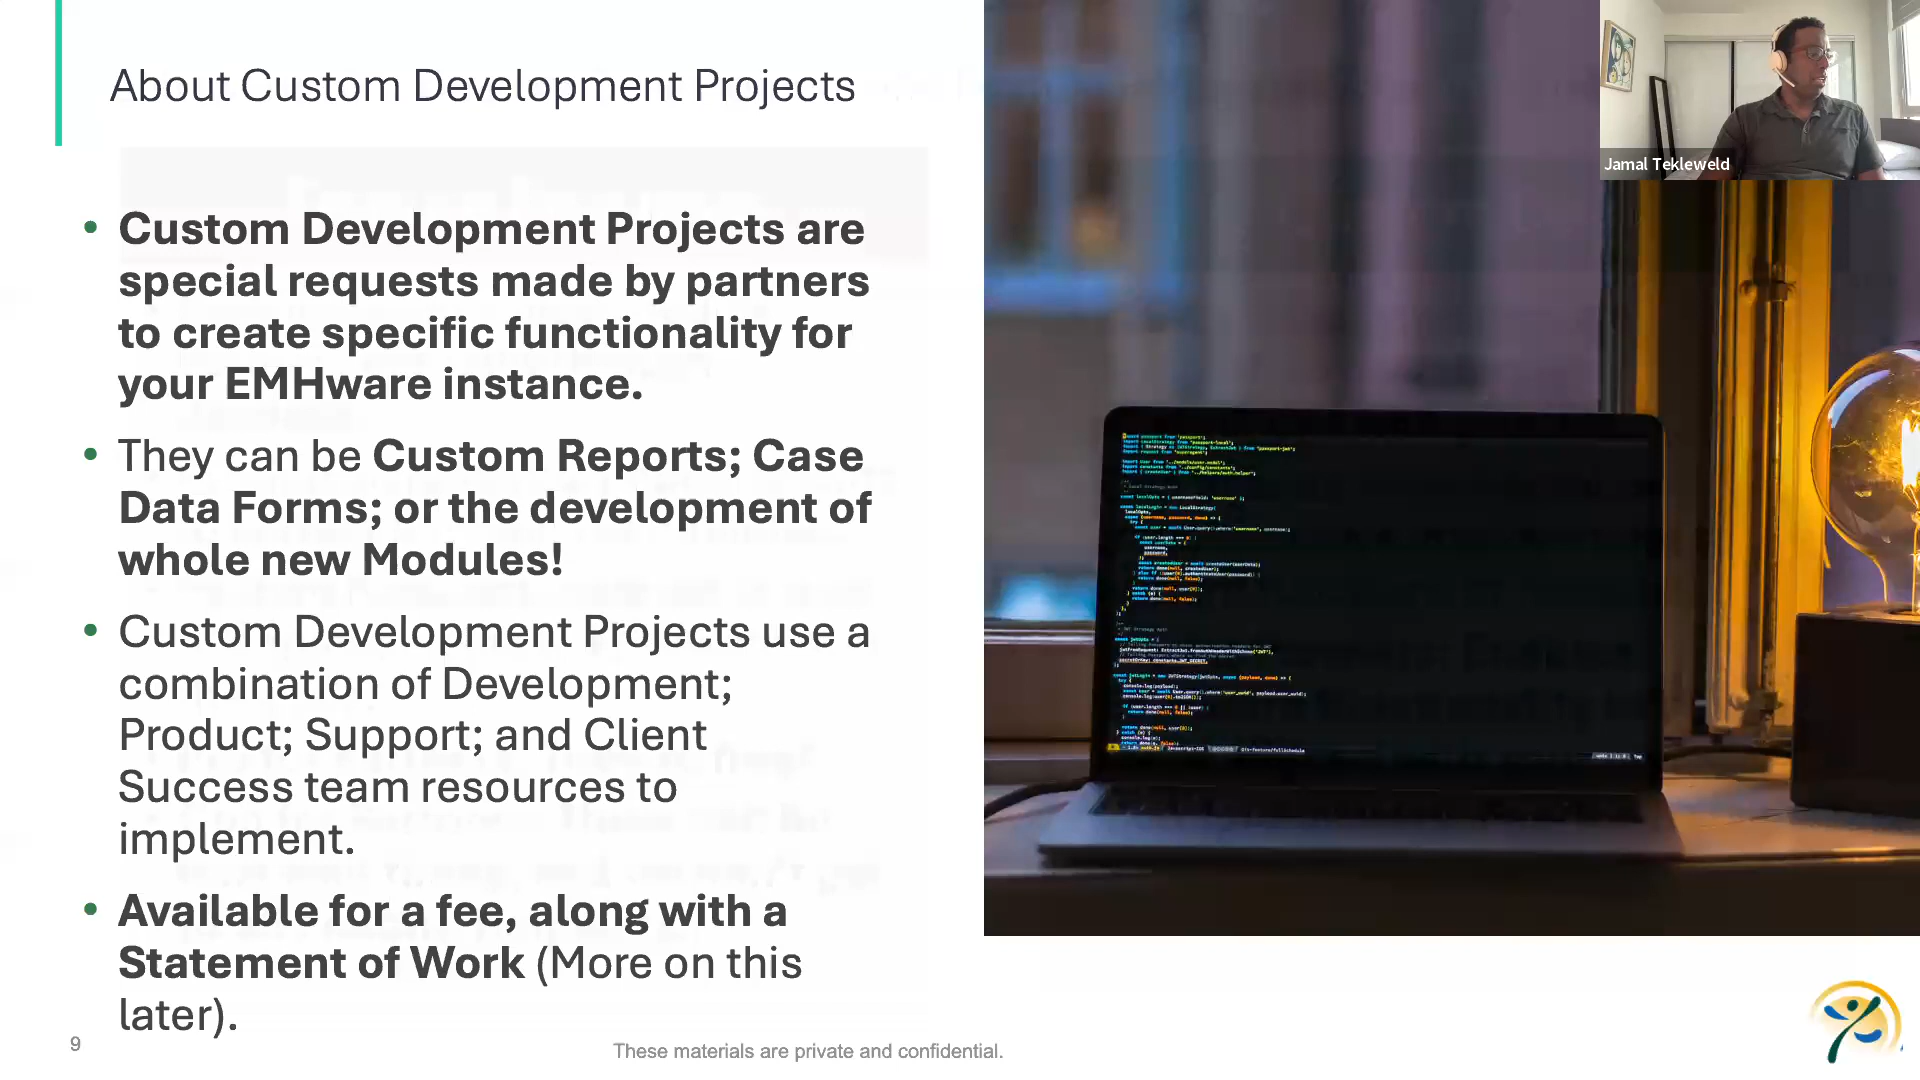 About Custom Development Projects
Jamal Tekleweld
• Custom Development Projects are
special requests made by partners
to create specific functionality for
your EMHware instance.
• They can be Custom Reports; Case
Data Forms; or the development of
whole new Modules!
• Custom Development Projects use a
combination of Development;
Product; Support; and Client
Success team resources to
implement.
• Available for a fee, along with a
Statement of Work (More on this
later).
9
These materials are private and confidential.